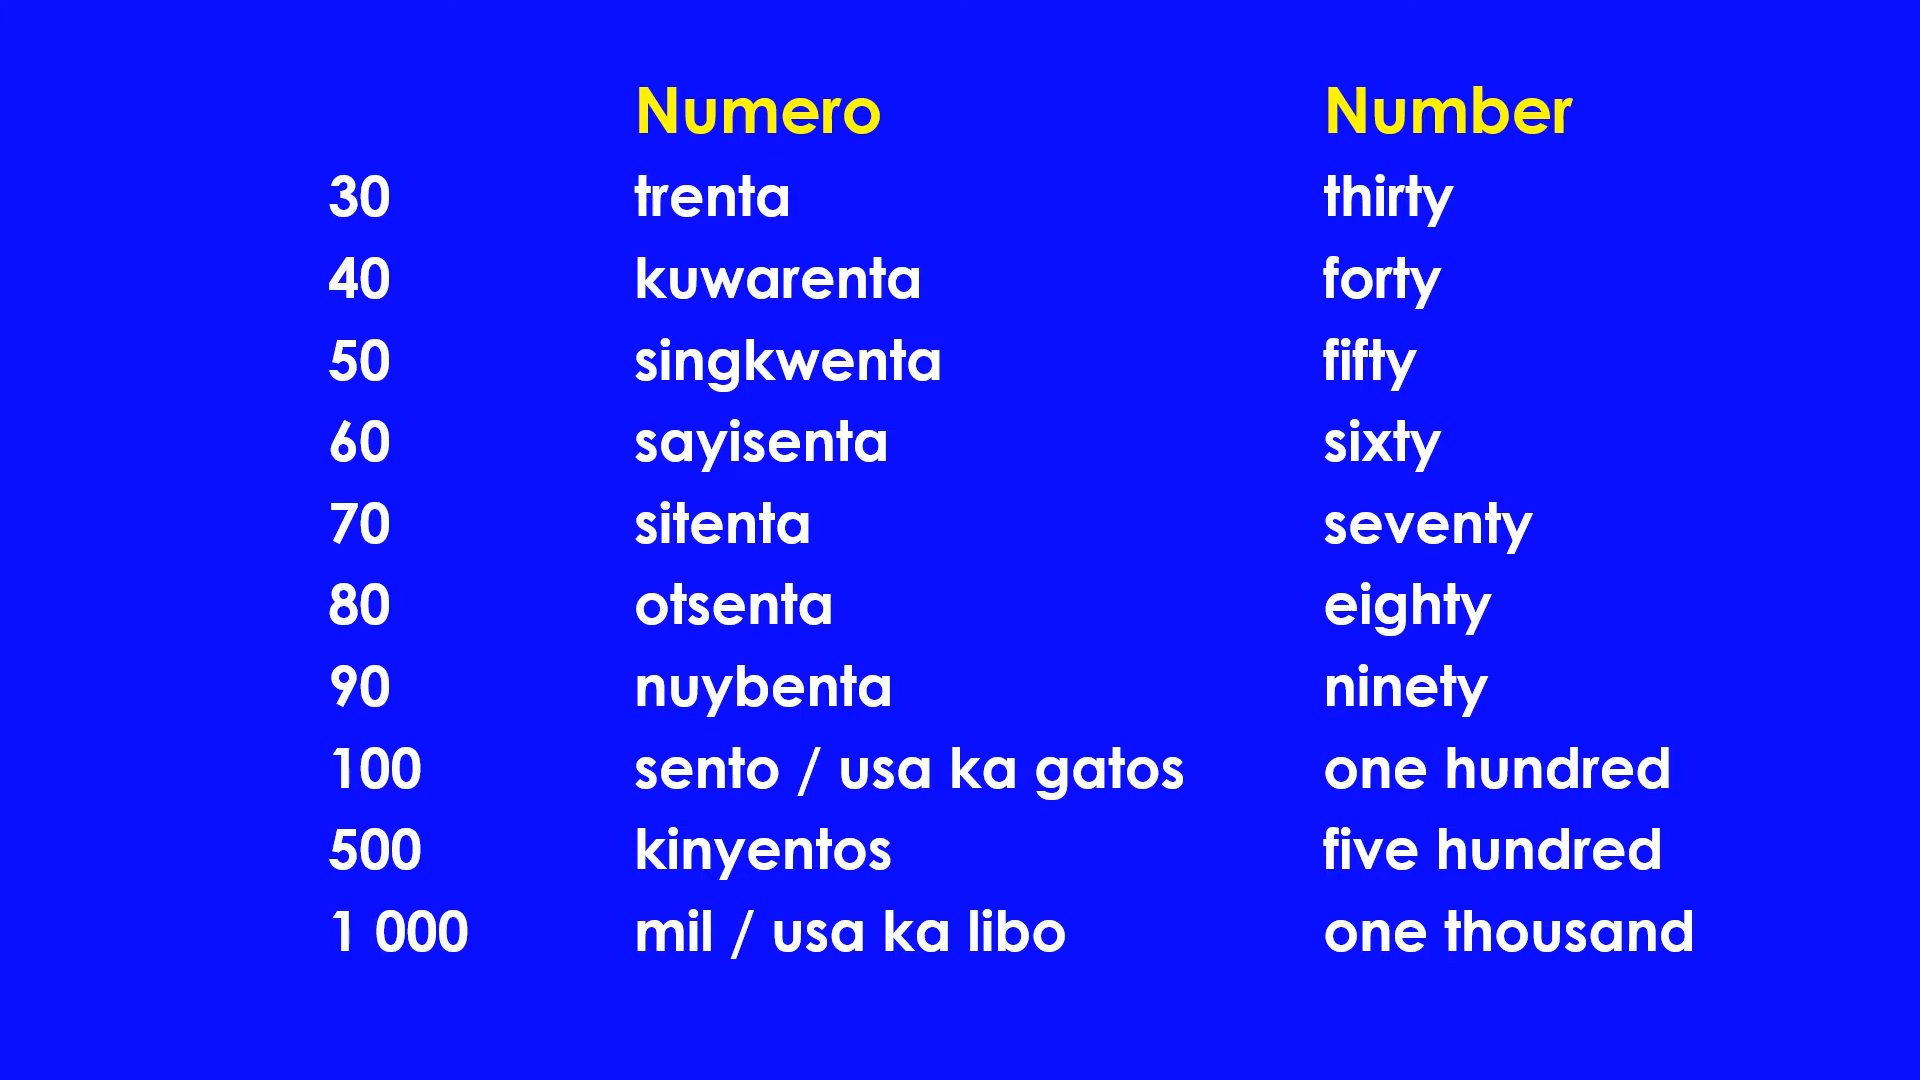 Numero Number
30 trenta thirty
40 kuwarenta forty
50 singkwenta fifty
60 sayisenta sixty
70 sitenta seventy
80 otsenta eighty
90 nuybenta ninety
100 sento / usa ka gatos one hundred
500 kinyentos five hundred
1 000 mil / usa ka libo one thousand